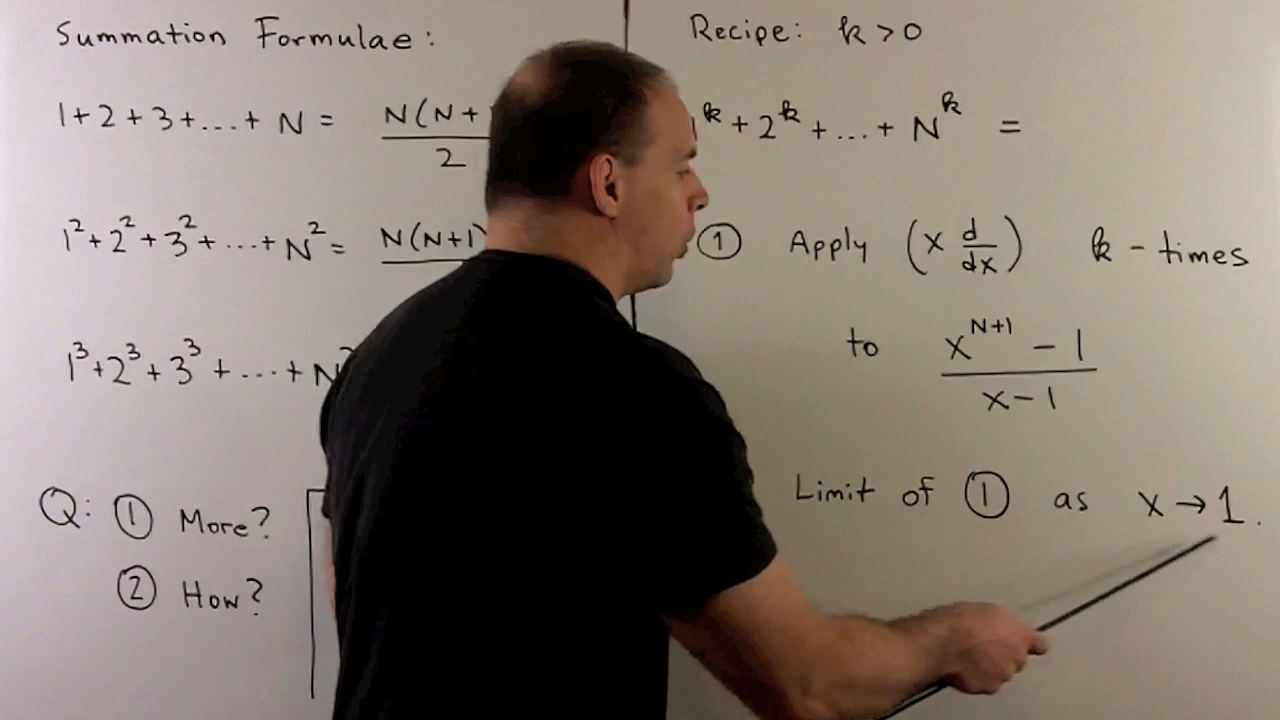 Summation Formulae:
1+2+3+...+ N = N(N+
2
1²+2²+3²+...+N² = N(N+1)
1³+2³+3³+...+N
Q: ① More?
② How?
Recipe: k > 0
1ᵏ + 2ᵏ + ... + Nᵏ =
① Apply (x d/dx) k - times
to x^(N+1) - 1
x - 1
Limit of ① as x → 1.